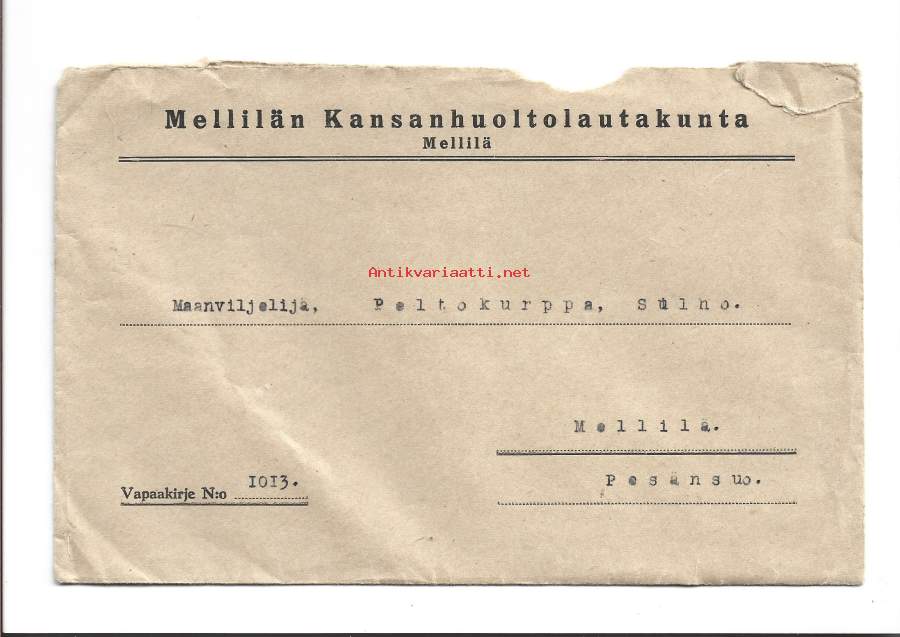 Mellilän Kansanhuoltolautakunta
Mellilä
Antikvariaatti.net
Maanviljelijä, Peltokurppa, Sulho.
Mellilä.
Vapaakirje N:o 1013.
Pesänsuo.